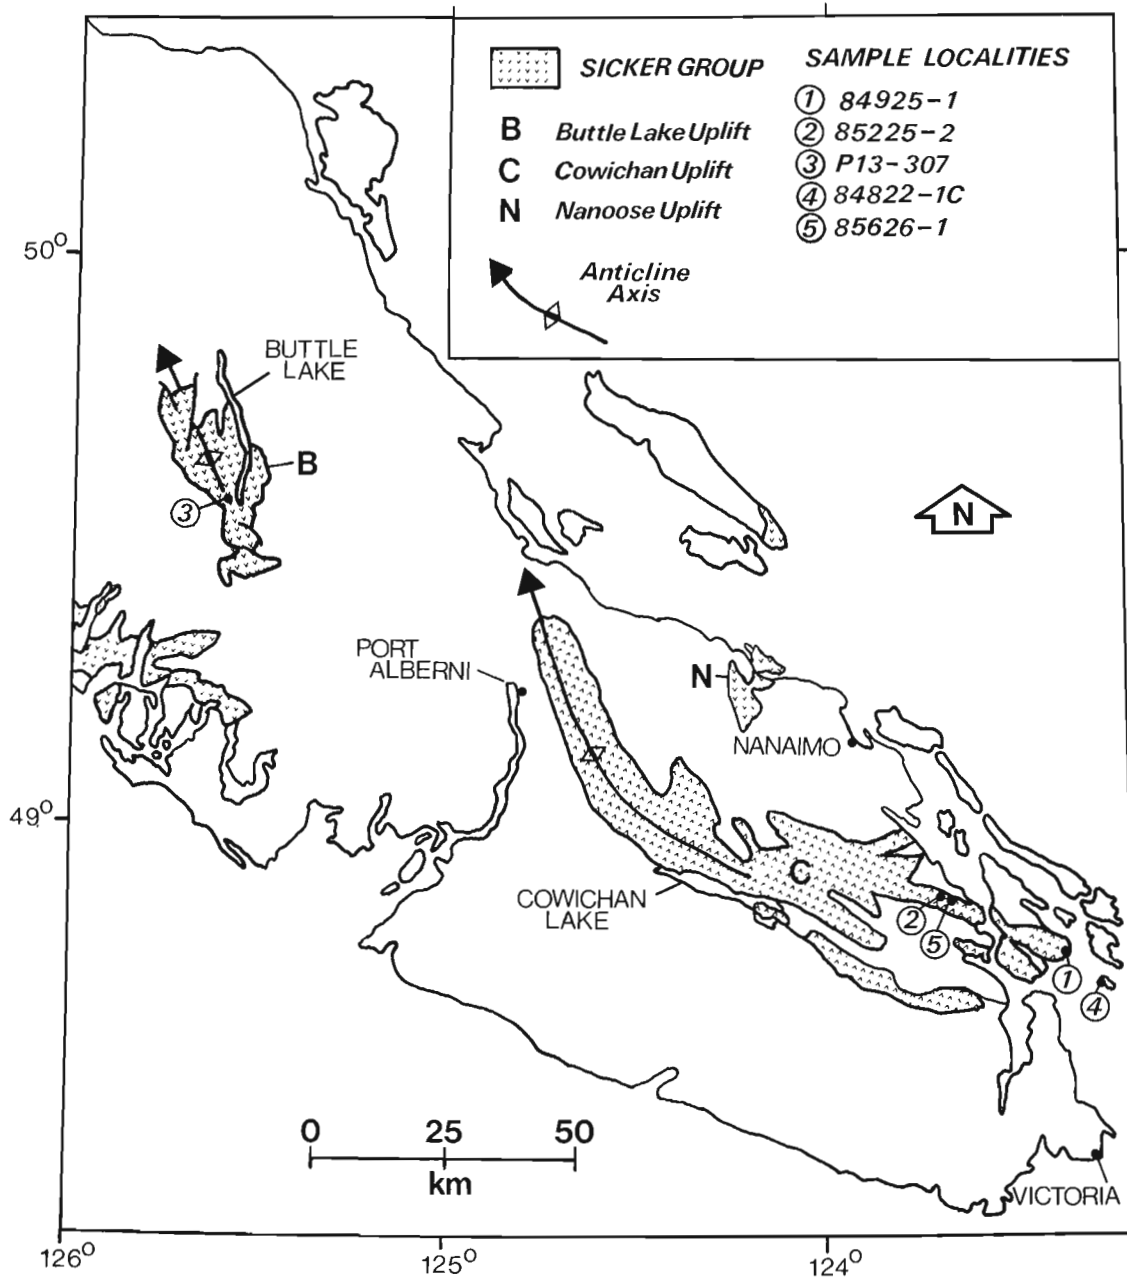 SICKER GROUP
B Buttle Lake Uplift
C Cowichan Uplift
N Nanoose Uplift
Anticline
Axis
SAMPLE LOCALITIES
1 84925-1
2 85225-2
3 P13-307
4 84822-1C
5 85626-1
50°
BUTTLE
LAKE
B
3
N
PORT
ALBERNI
N
NANAIMO
49°
C
COWICHAN
LAKE
2
5
1
4
0 25 50
km
VICTORIA
126° 125° 124°